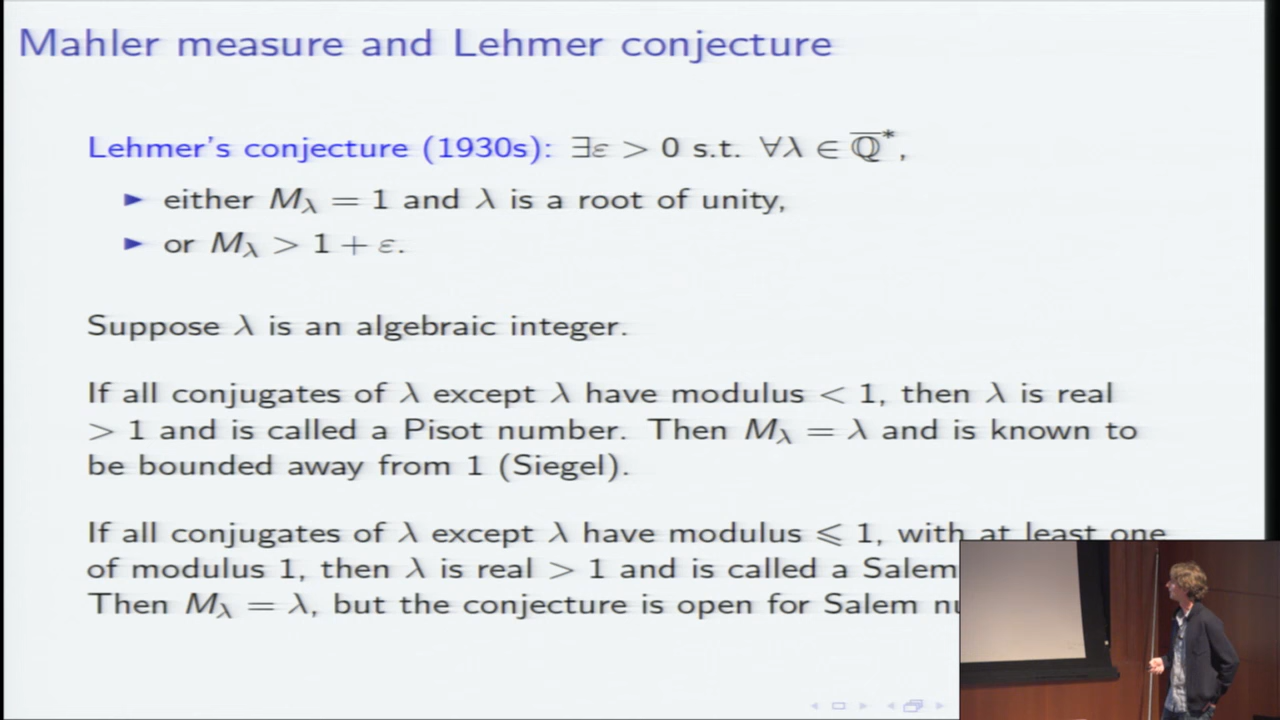 Mahler measure and Lehmer conjecture
Lehmer's conjecture (1930s): ∃ε > 0 s.t. ∀λ ∈ ℚ̅*,
► either M_λ = 1 and λ is a root of unity,
► or M_λ > 1 + ε.
Suppose λ is an algebraic integer.
If all conjugates of λ except λ have modulus < 1, then λ is real
> 1 and is called a Pisot number. Then M_λ = λ and is known to
be bounded away from 1 (Siegel).
If all conjugates of λ except λ have modulus ⩽ 1, with at least one
of modulus 1, then λ is real > 1 and is called a Salem
Then M_λ = λ, but the conjecture is open for Salem